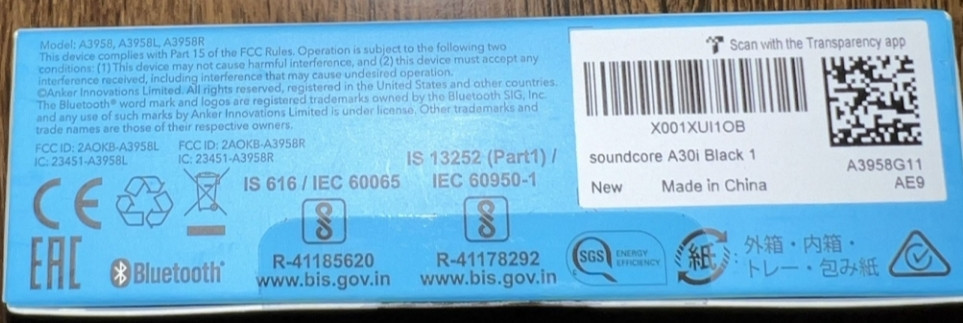 Model: A3958, A3958L, A3958R
This device complies with Part 15 of the FCC Rules. Operation is subject to the following two
conditions: (1) This device may not cause harmful interference, and (2) this device must accept any
interference received, including interference that may cause undesired operation.
©Anker Innovations Limited. All rights reserved, registered in the United States and other countries.
The Bluetooth® word mark and logos are registered trademarks owned by the Bluetooth SIG, Inc.
and any use of such marks by Anker Innovations Limited is under license. Other trademarks and
trade names are those of their respective owners.
FCC ID: 2AOKB-A3958L FCC ID: 2AOKB-A3958R
IC: 23451-A3958L IC: 23451-A3958R
CE
EAC
Bluetooth®
IS 616 / IEC 60065
R-41185620
www.bis.gov.in
IS 13252 (Part1) /
IEC 60950-1
R-41178292
www.bis.gov.in
Scan with the Transparency app
X001XUI1OB
soundcore A30i Black 1
New Made in China
A3958G11
AE9
SGS ENERGY
EFFICIENCY
紙
外箱・内箱・
トレー・包み紙